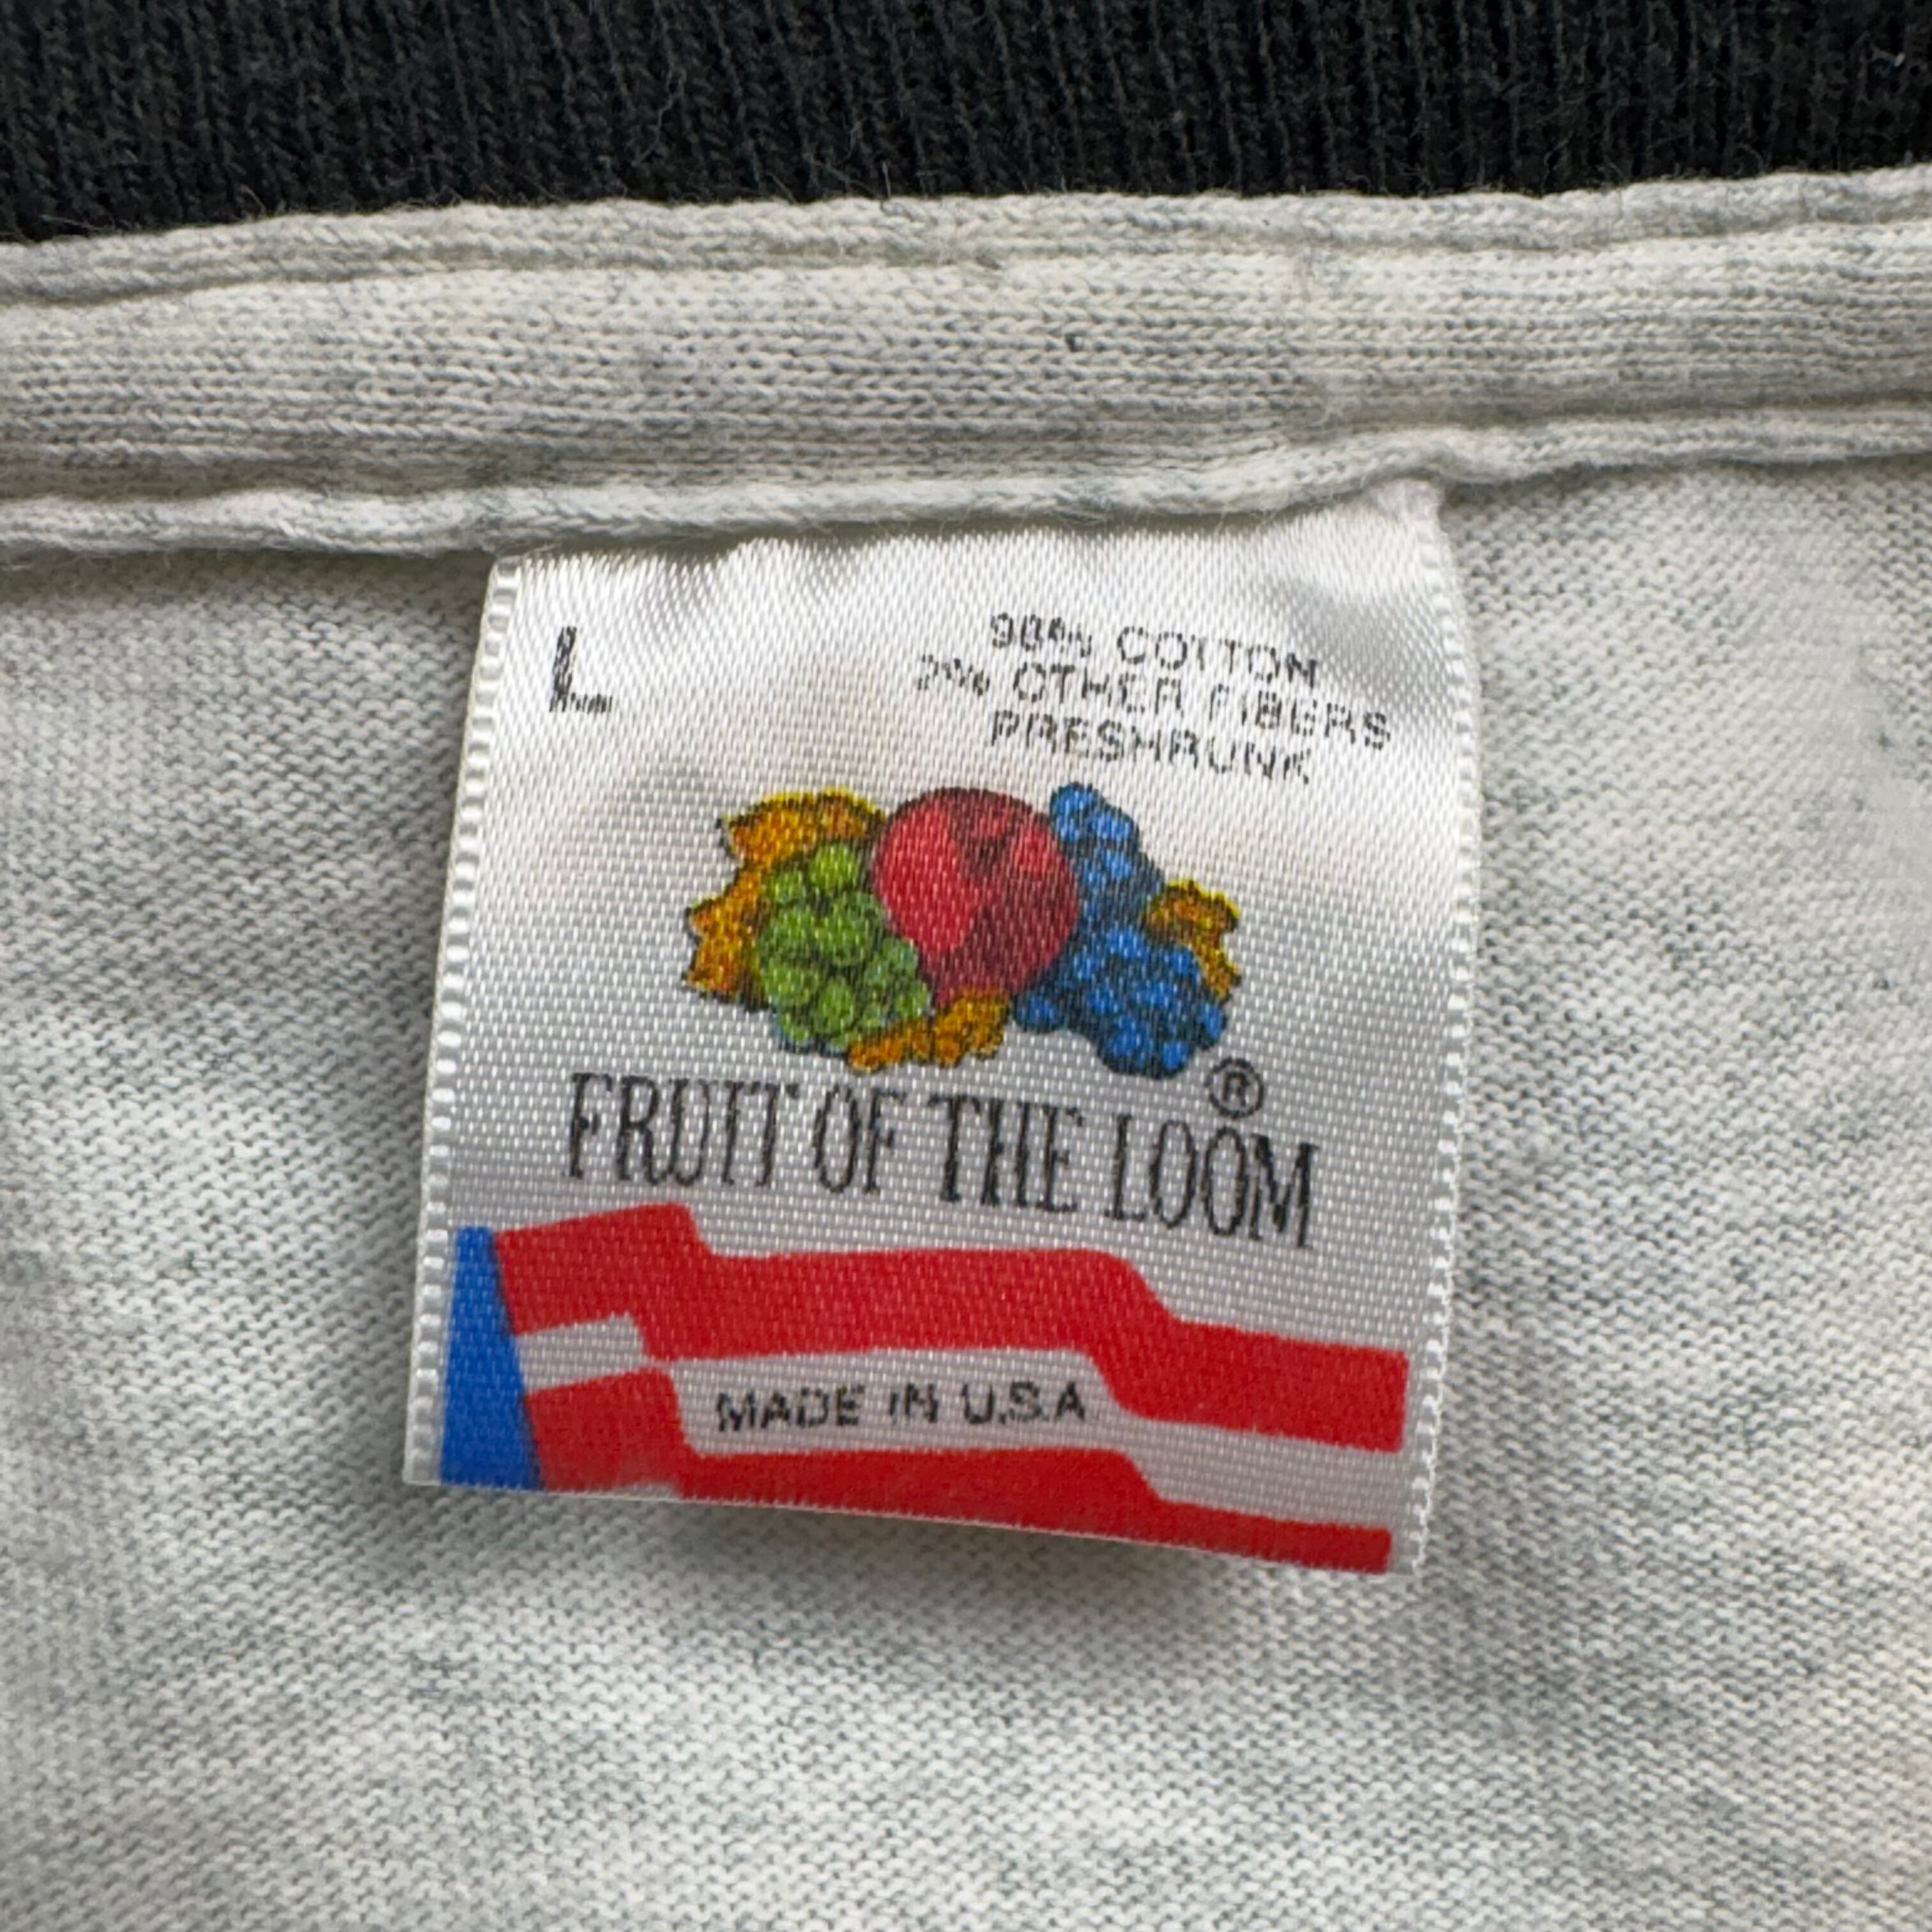 L
98% COTTON
2% OTHER FIBERS
PRESHRUNK
FRUIT OF THE LOOM ®
MADE IN U.S.A.